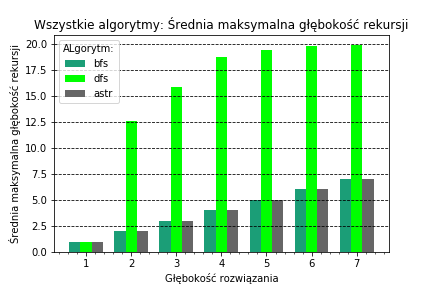 Wszystkie algorytmy: Średnia maksymalna głębokość rekursji
Średnia maksymalna głębokość rekursji
20.0
17.5
15.0
12.5
10.0
7.5
5.0
2.5
0.0
ALgorytm:
bfs
dfs
astr
1 2 3 4 5 6 7
Głębokość rozwiązania